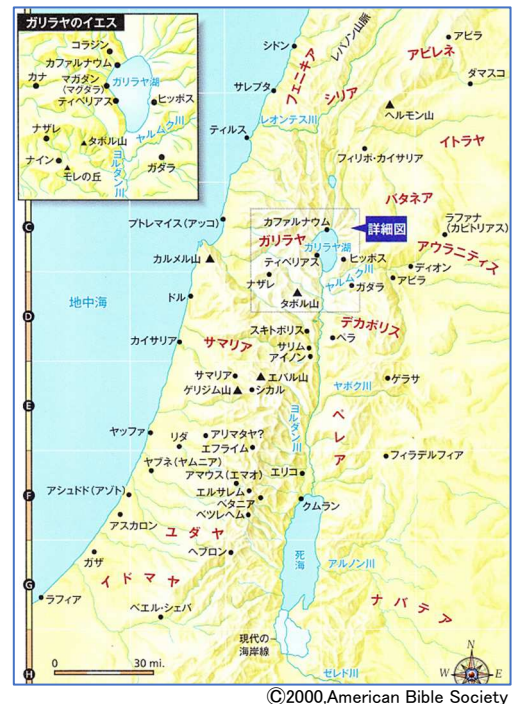 ガリラヤのイエス
コラジン
カファルナウム
カナ
マガダン
(マグダラ)
ガリラヤ湖
ティベリアス
ヒッポス
ヤルムク川
ナザレ
タボル山
ナイン
モレの丘
ヨルダン川
ガダラ
シドン
レバノン山脈
アビラ
アビレネ
ダマスコ
フェニキア
サレプタ
シリア
ヘルモン山
レオンテス川
ティルス
イトラヤ
フィリポ・カイサリア
バタネア
C
プトレマイス(アッコ)
カファルナウム
詳細図
ラファナ
(カピトリアス)
ガリラヤ
ガリラヤ湖
アウラニティス
カルメル山
ティベリアス
ヒッポス
ディオン
ナザレ
ヤルムク川
ガダラ
アビラ
地中海
ドル
タボル山
D
スキトポリス
デカポリス
カイサリア
サマリア
サリム
アイノン
ペラ
サマリア
エバル山
ヤボク川
ゲラサ
ゲリジム山
シカル
E
ヨルダン川
ペレア
ヤッファ
リダ
アリマタヤ?
エフライム
フィラデルフィア
ヤブネ(ヤムニア)
アマウス(エマオ)
エリコ
F
アシュドド(アゾト)
エルサレム
ベタニア
クムラン
アスカロン
ベツレヘム
ユダヤ
ガザ
ヘブロン
死海
アルノン川
イドマヤ
G
ラフィア
ベエル・シェバ
ナバテア
現代の
海岸線
N
W
E
S
0
30 mi.
H
ゼレド川
©2000,American Bible Society